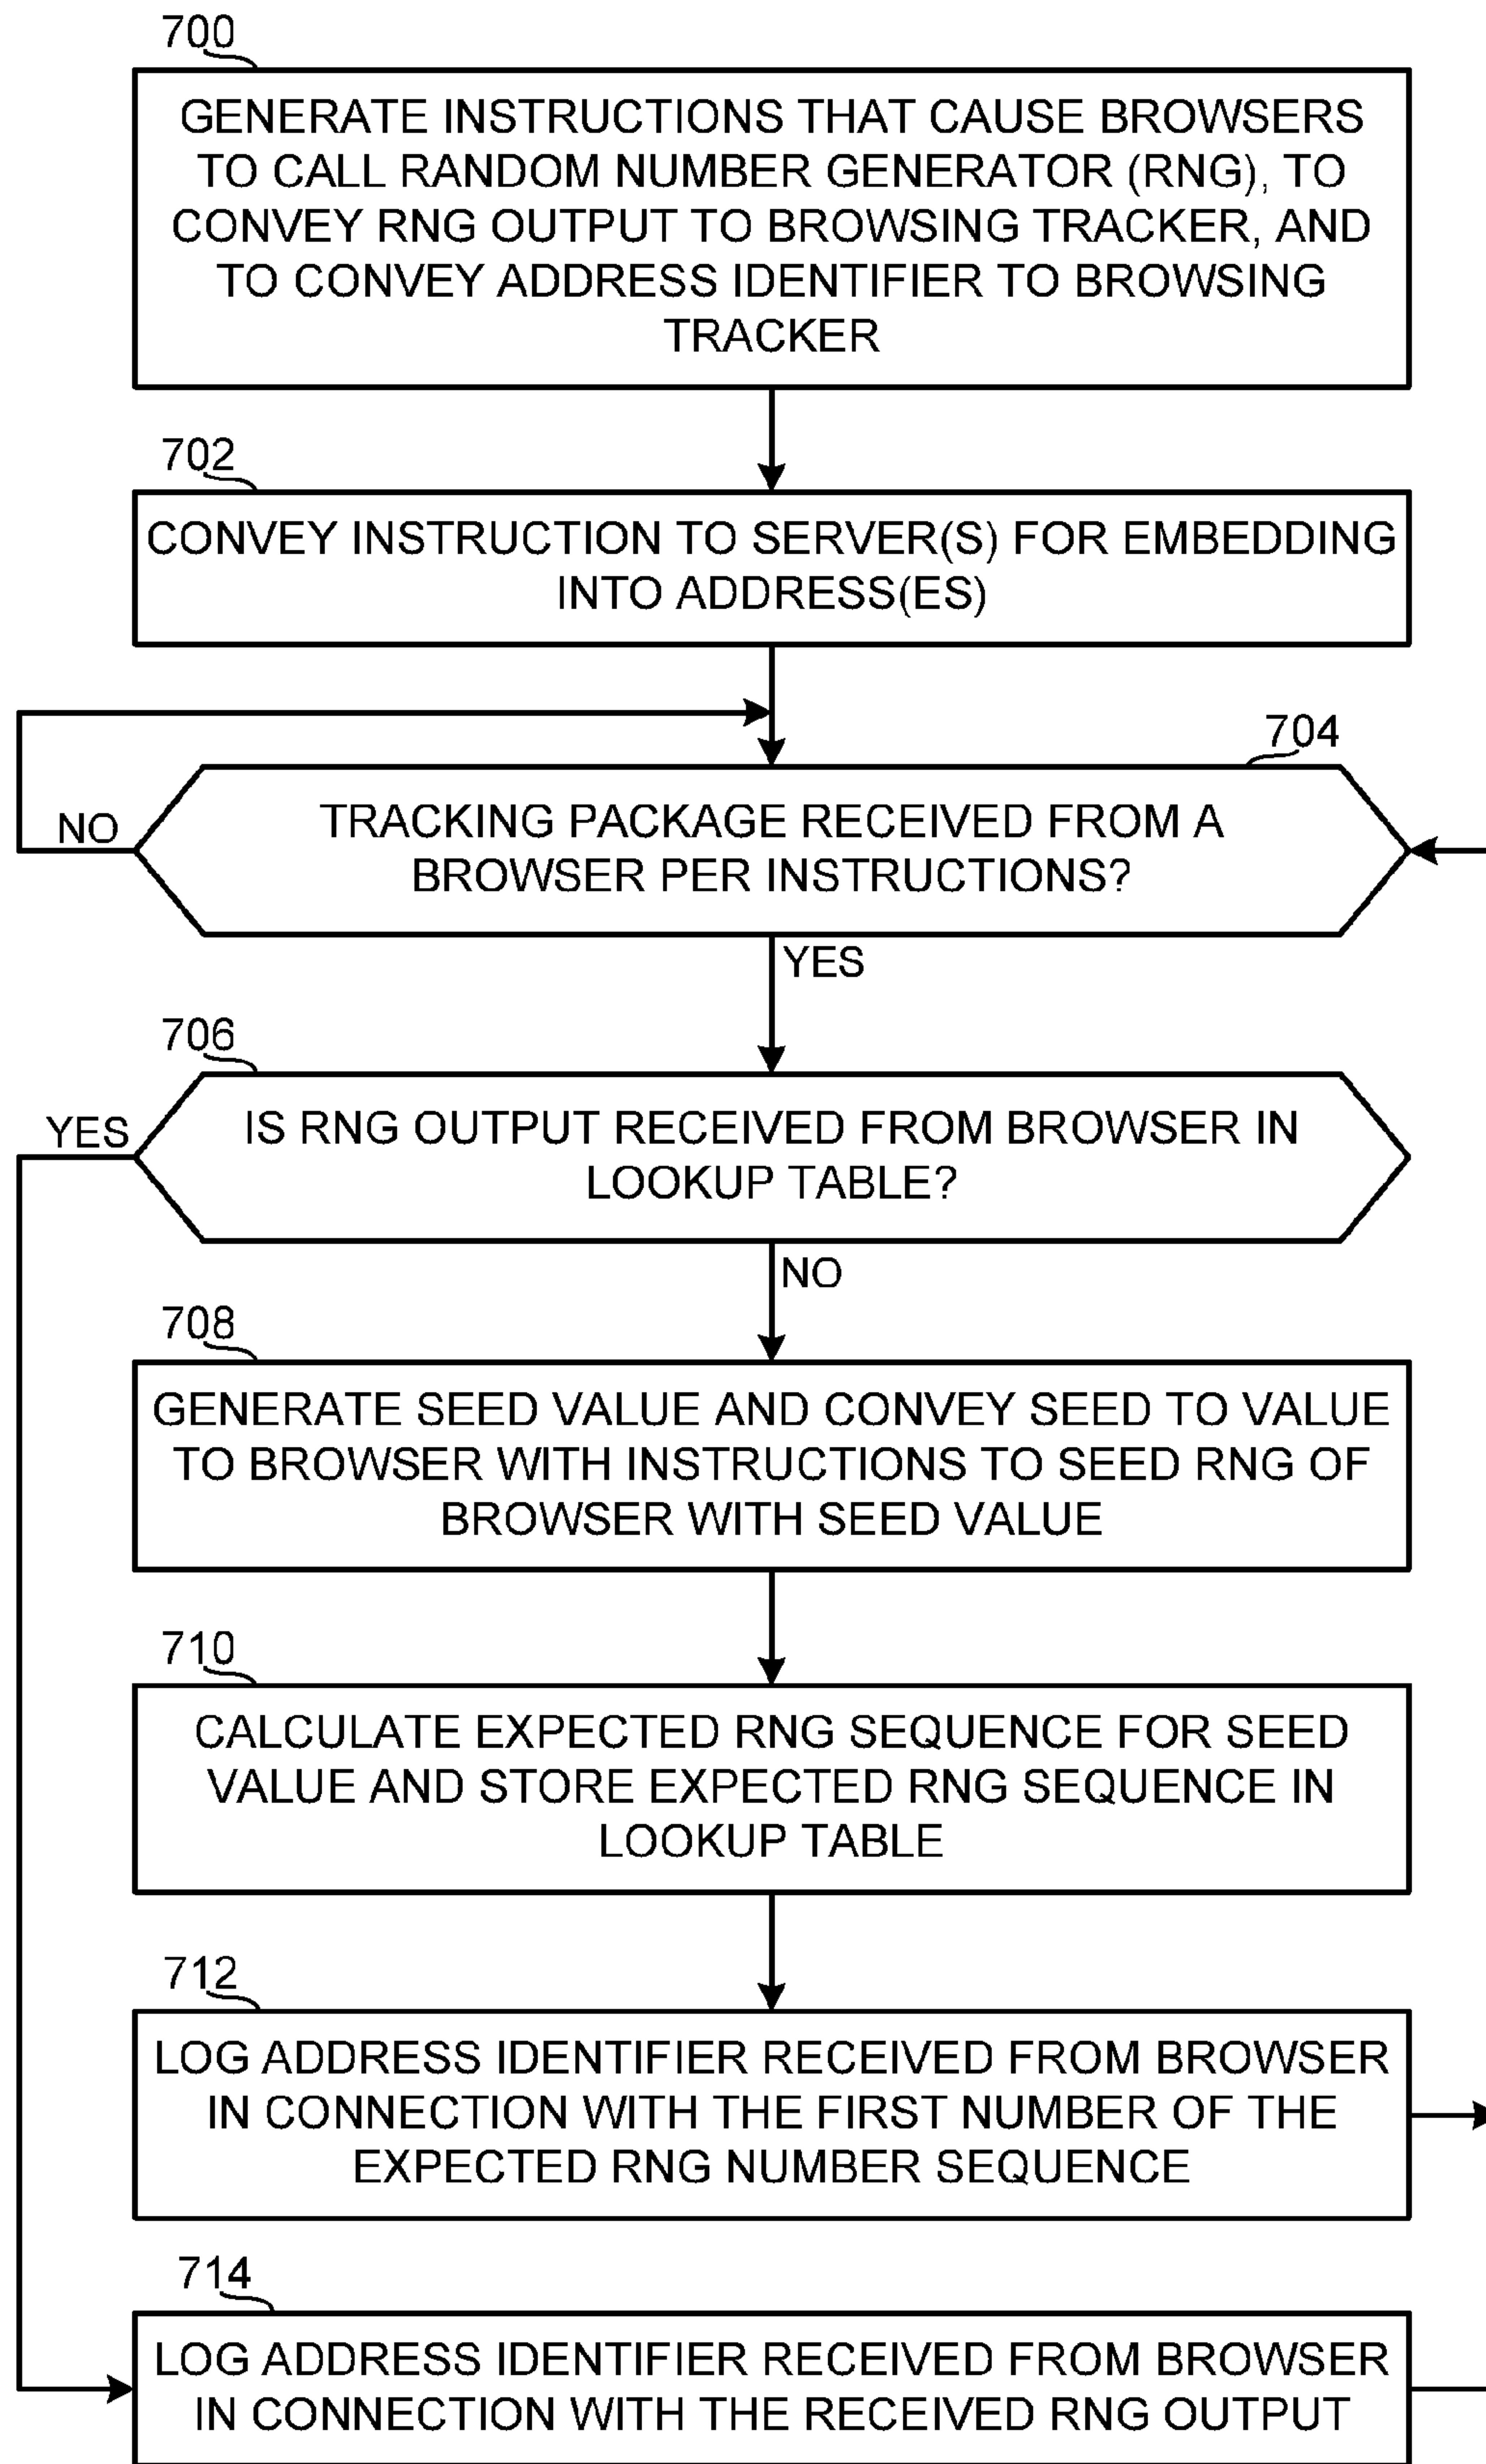 700
GENERATE INSTRUCTIONS THAT CAUSE BROWSERS
TO CALL RANDOM NUMBER GENERATOR (RNG), TO
CONVEY RNG OUTPUT TO BROWSING TRACKER, AND
TO CONVEY ADDRESS IDENTIFIER TO BROWSING
TRACKER
702
CONVEY INSTRUCTION TO SERVER(S) FOR EMBEDDING
INTO ADDRESS(ES)
704
NO
TRACKING PACKAGE RECEIVED FROM A
BROWSER PER INSTRUCTIONS?
YES
706
YES
IS RNG OUTPUT RECEIVED FROM BROWSER IN
LOOKUP TABLE?
NO
708
GENERATE SEED VALUE AND CONVEY SEED TO VALUE
TO BROWSER WITH INSTRUCTIONS TO SEED RNG OF
BROWSER WITH SEED VALUE
710
CALCULATE EXPECTED RNG SEQUENCE FOR SEED
VALUE AND STORE EXPECTED RNG SEQUENCE IN
LOOKUP TABLE
712
LOG ADDRESS IDENTIFIER RECEIVED FROM BROWSER
IN CONNECTION WITH THE FIRST NUMBER OF THE
EXPECTED RNG NUMBER SEQUENCE
714
LOG ADDRESS IDENTIFIER RECEIVED FROM BROWSER
IN CONNECTION WITH THE RECEIVED RNG OUTPUT